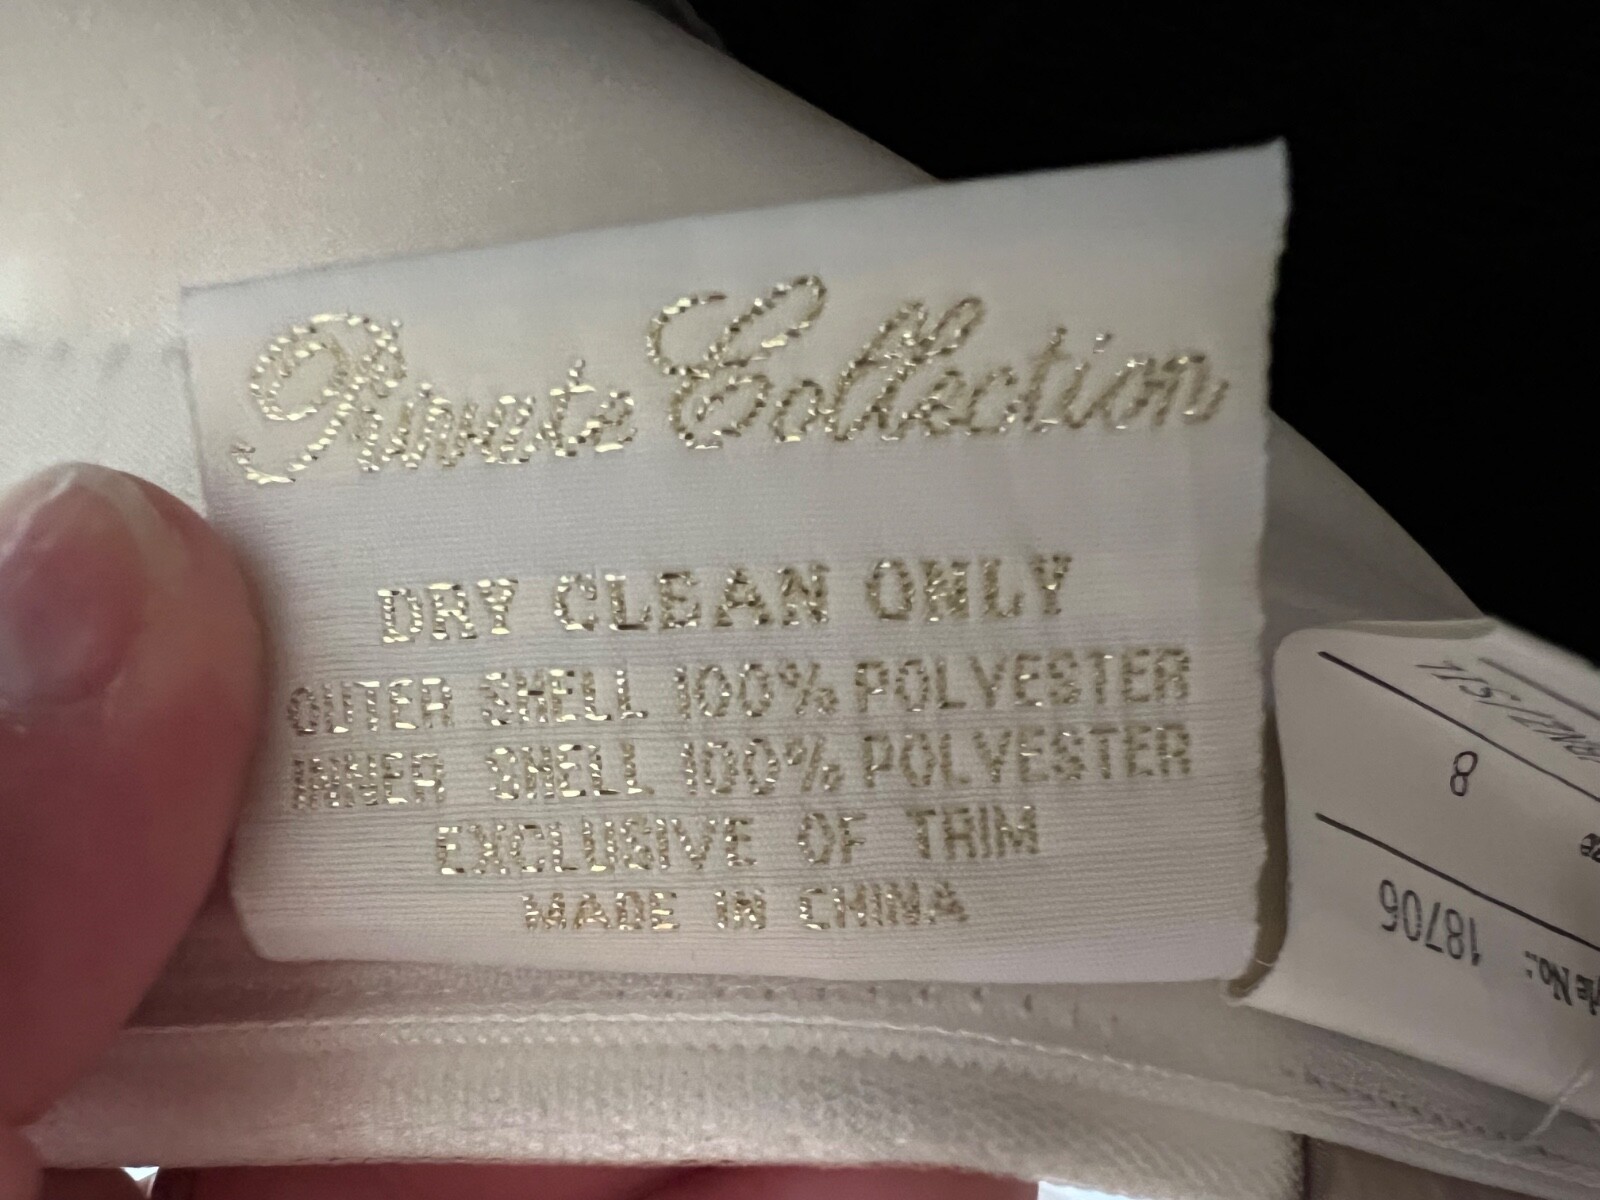 Private Collection
DRY CLEAN ONLY
OUTER SHELL 100% POLYESTER
INNER SHELL 100% POLYESTER
EXCLUSIVE OF TRIM
MADE IN CHINA
No.: 18706
8